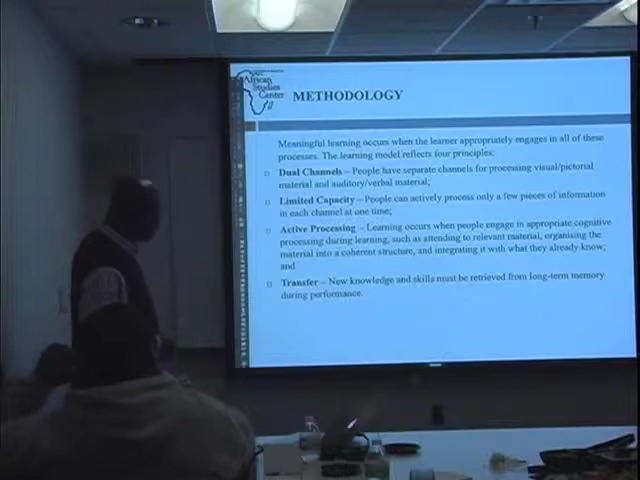 African
Studies
Center
METHODOLOGY
Meaningful learning occurs when the learner appropriately engages in all of these
processes. The learning model reflects four principles:
Dual Channels – People have separate channels for processing visual/pictorial
material and auditory/verbal material;
Limited Capacity – People can actively process only a few pieces of information
in each channel at one time;
Active Processing – Learning occurs when people engage in appropriate cognitive
processing during learning, such as attending to relevant material, organising the
material into a coherent structure, and integrating it with what they already know;
and
Transfer – New knowledge and skills must be retrieved from long-term memory
during performance.